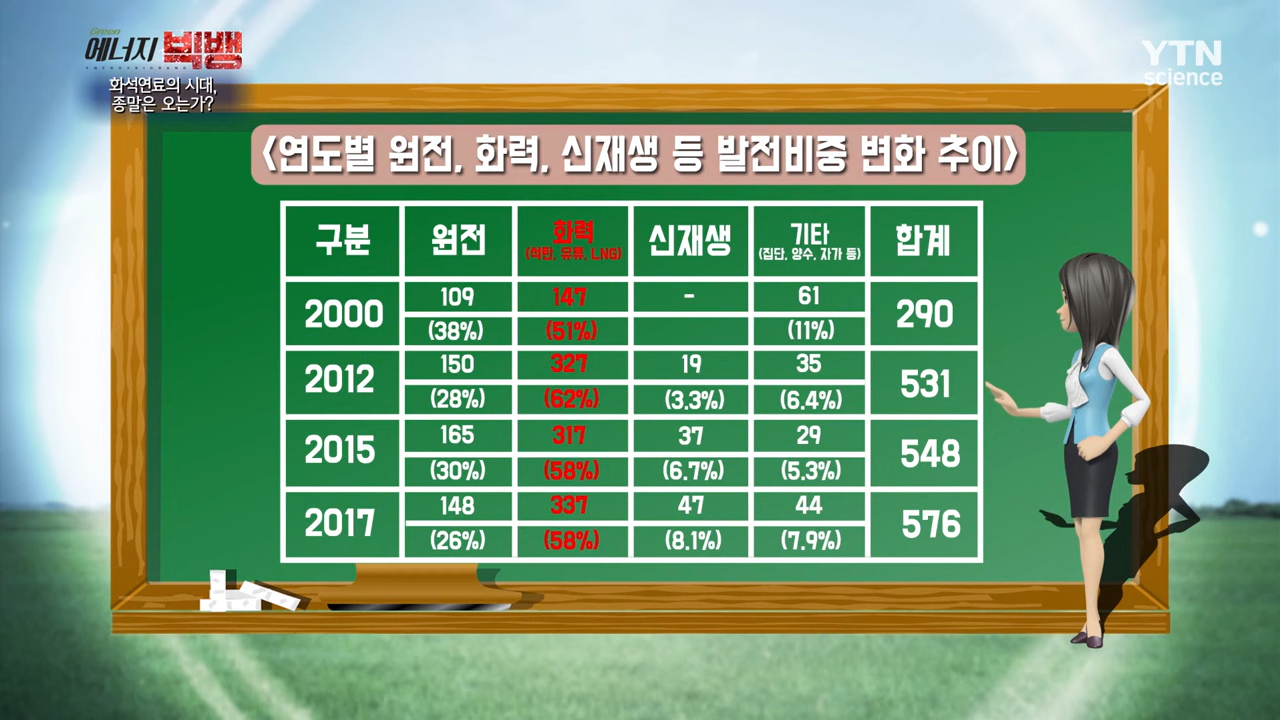 Green
에너지 빅뱅
ENERGY BIGBANG
화석연료의 시대,
종말은 오는가?
YTN
science
<연도별 원전, 화력, 신재생 등 발전비중 변화 추이>
구분 원전 화력 신재생 기타 합계
(석탄, 유류, LNG) (집단, 양수, 자가 등)
2000 109 147 - 61 290
(38%) (51%) (11%)
2012 150 327 19 35 531
(28%) (62%) (3.3%) (6.4%)
2015 165 317 37 29 548
(30%) (58%) (6.7%) (5.3%)
2017 148 337 47 44 576
(26%) (58%) (8.1%) (7.9%)